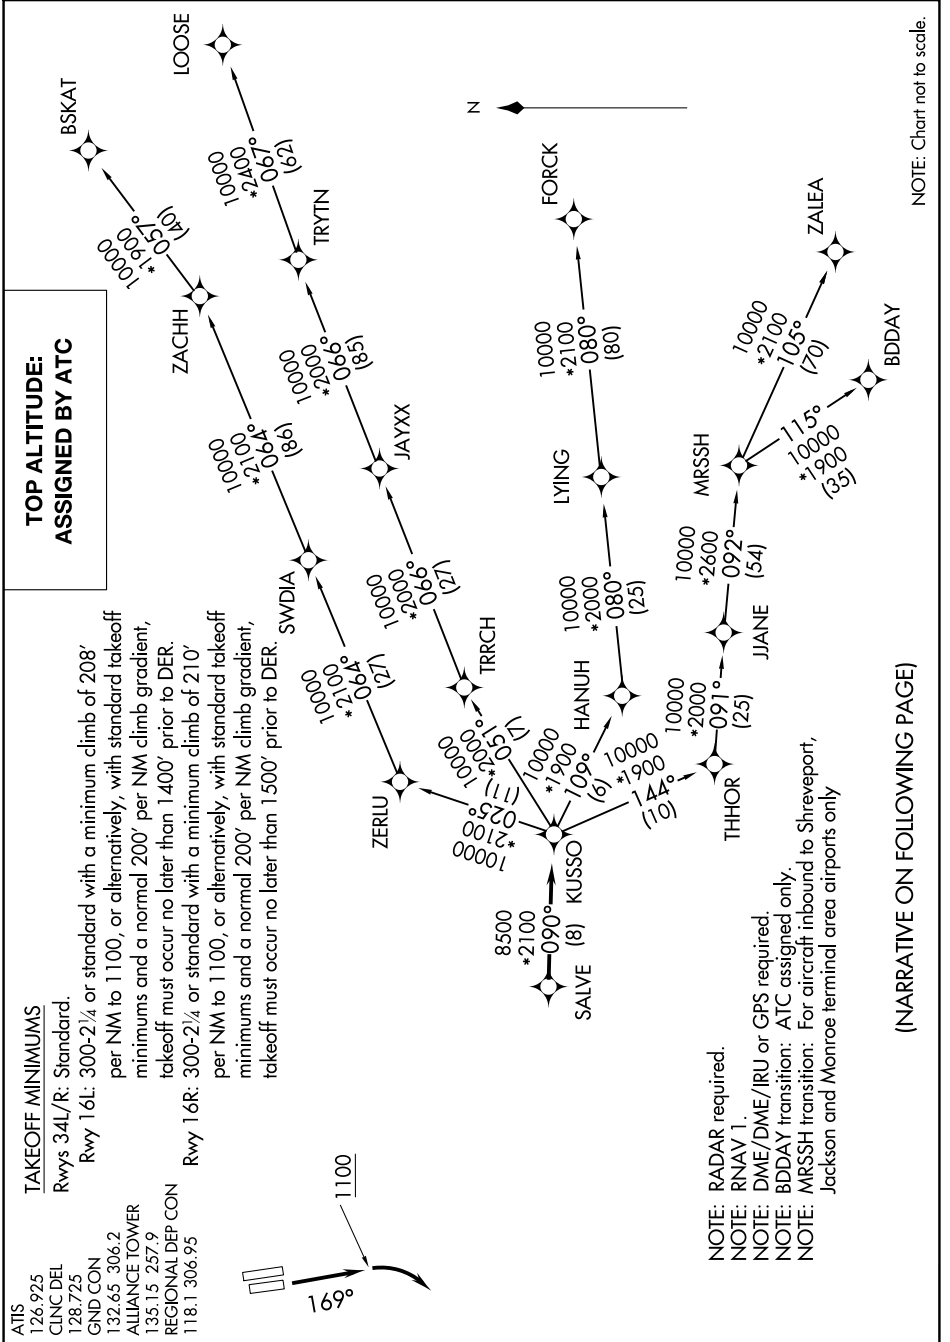 ATIS
126.925
CLNC DEL
128.725
GND CON
132.65 306.2
ALLIANCE TOWER
135.15 257.9
REGIONAL DEP CON
118.1 306.95
TAKEOFF MINIMUMS
Rwys 34L/R: Standard.
Rwy 16L: 300-2¼ or standard with a minimum climb of 208'
per NM to 1100, or alternatively, with standard takeoff
minimums and a normal 200' per NM climb gradient,
takeoff must occur no later than 1400' prior to DER.
Rwy 16R: 300-2¼ or standard with a minimum climb of 210'
per NM to 1100, or alternatively, with standard takeoff
minimums and a normal 200' per NM climb gradient,
takeoff must occur no later than 1500' prior to DER.
TOP ALTITUDE:
ASSIGNED BY ATC
BSKAT
10000
*1900
057°
(40)
ZACHH
10000
*2100
064°
(86)
SWDIA
10000
*2100
064°
(27)
ZERLU
10000
*2100
025°
(11)
LOOSE
10000
*2400
067°
(62)
TRYTN
10000
*2000
066°
(85)
JAYXX
10000
*2000
066°
(27)
TRRCH
10000
*2000
051°
(7)
N
FORCK
10000
*2100
080°
(80)
LYING
10000
*2000
080°
(25)
HANUH
10000
*1900
109°
(6)
KUSSO
8500
*2100
090°
(8)
SALVE
10000
*1900
144°
(10)
THHOR
10000
*2000
091°
(25)
JJANE
10000
*2600
092°
(54)
MRSSH
10000
*2100
105°
(70)
ZALEA
115°
10000
*1900
(35)
BDDAY
1100
169°
NOTE: RADAR required.
NOTE: RNAV 1.
NOTE: DME/DME/IRU or GPS required.
NOTE: BDDAY transition: ATC assigned only.
NOTE: MRSSH transition: For aircraft inbound to Shreveport,
Jackson and Monroe terminal area airports only
(NARRATIVE ON FOLLOWING PAGE)
NOTE: Chart not to scale.